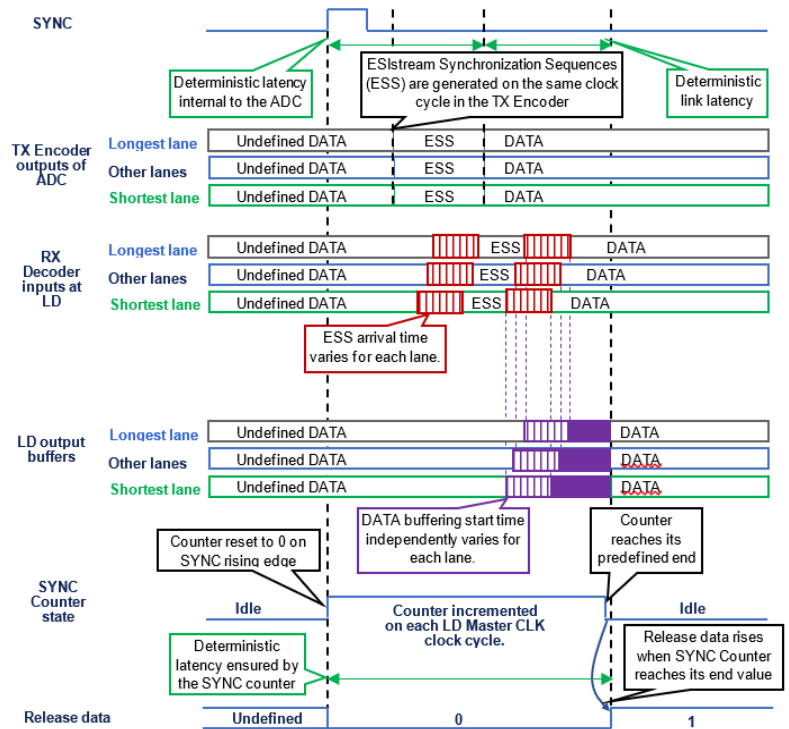 SYNC
Deterministic latency
internal to the ADC
ESIstream Synchronization Sequences
(ESS) are generated on the same clock
cycle in the TX Encoder
Deterministic
link latency
TX Encoder
outputs of
ADC
Longest lane
Undefined DATA
ESS
DATA
Other lanes
Undefined DATA
ESS
DATA
Shortest lane
Undefined DATA
ESS
DATA
RX
Decoder
inputs at
LD
Longest lane
Undefined DATA
ESS
DATA
Other lanes
Undefined DATA
ESS
DATA
Shortest lane
Undefined DATA
ESS
DATA
ESS arrival time
varies for each lane.
LD output
buffers
Longest lane
Undefined DATA
DATA
Other lanes
Undefined DATA
DATA
Shortest lane
Undefined DATA
DATA
Counter reset to 0 on
SYNC rising edge
DATA buffering start time
independently varies for
each lane.
Counter
reaches its
predefined end
SYNC
Counter
state
Idle
Counter incremented
on each LD Master CLK
clock cycle.
Idle
Deterministic
latency ensured by
the SYNC counter
Release data rises
when SYNC Counter
reaches its end value
Release data
Undefined
0
1